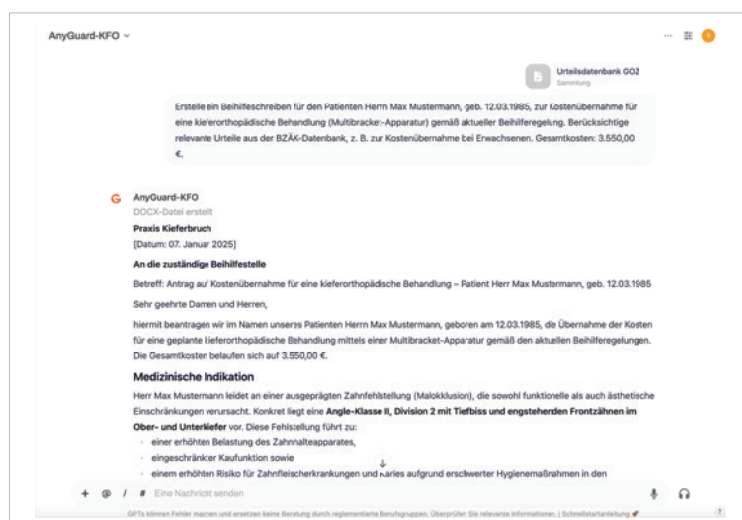 AnyGuard-KFO
Urteilsdatenbank GOZ
Sammlung
Erstelle ein Beihilfeschreiben für den Patienten Herrn Max Mustermann, geb. 12.03.1985, zur Kostenübernahme für
eine kieferorthopädische Behandlung (Multibracket-Apparatur) gemäß aktueller Beihilferegelung. Berücksichtige
relevante Urteile aus der BZÄK-Datenbank, z. B. zur Kostenübernahme bei Erwachsenen. Gesamtkosten: 3.550,00
€.
AnyGuard-KFO
DOCX-Datei erstellt
Praxis Kieferbruch
[Datum: 07. Januar 2025]
An die zuständige Beihilfestelle
Betreff: Antrag auf Kostenübernahme für eine kieferorthopädische Behandlung – Patient Herr Max Mustermann, geb. 12.03.1985
Sehr geehrte Damen und Herren,
hiermit beantragen wir im Namen unseres Patienten Herrn Max Mustermann, geboren am 12.03.1985, die Übernahme der Kosten
für eine geplante kieferorthopädische Behandlung mittels einer Multibracket-Apparatur gemäß den aktuellen Beihilferegelungen.
Die Gesamtkosten belaufen sich auf 3.550,00 €.
Medizinische Indikation
Herr Max Mustermann leidet an einer ausgeprägten Zahnfehlstellung (Malokklusion), die sowohl funktionelle als auch ästhetische
Einschränkungen verursacht. Konkret liegt eine Angle-Klasse II, Division 2 mit Tiefbiss und engstehenden Frontzähnen im
Ober- und Unterkiefer vor. Diese Fehlstellung führt zu:
einer erhöhten Belastung des Zahnhalteapparates,
eingeschränkter Kaufunktion sowie
einem erhöhten Risiko für Zahnfleischerkrankungen und Karies aufgrund erschwerter Hygienemaßnahmen in den
+ @ / # Eine Nachricht senden
GPTs können Fehler machen und ersetzen keine Beratung durch reglementierte Berufsgruppen. Überprüfen Sie relevante Informationen. | Schnellstartanleitung 🚀
?